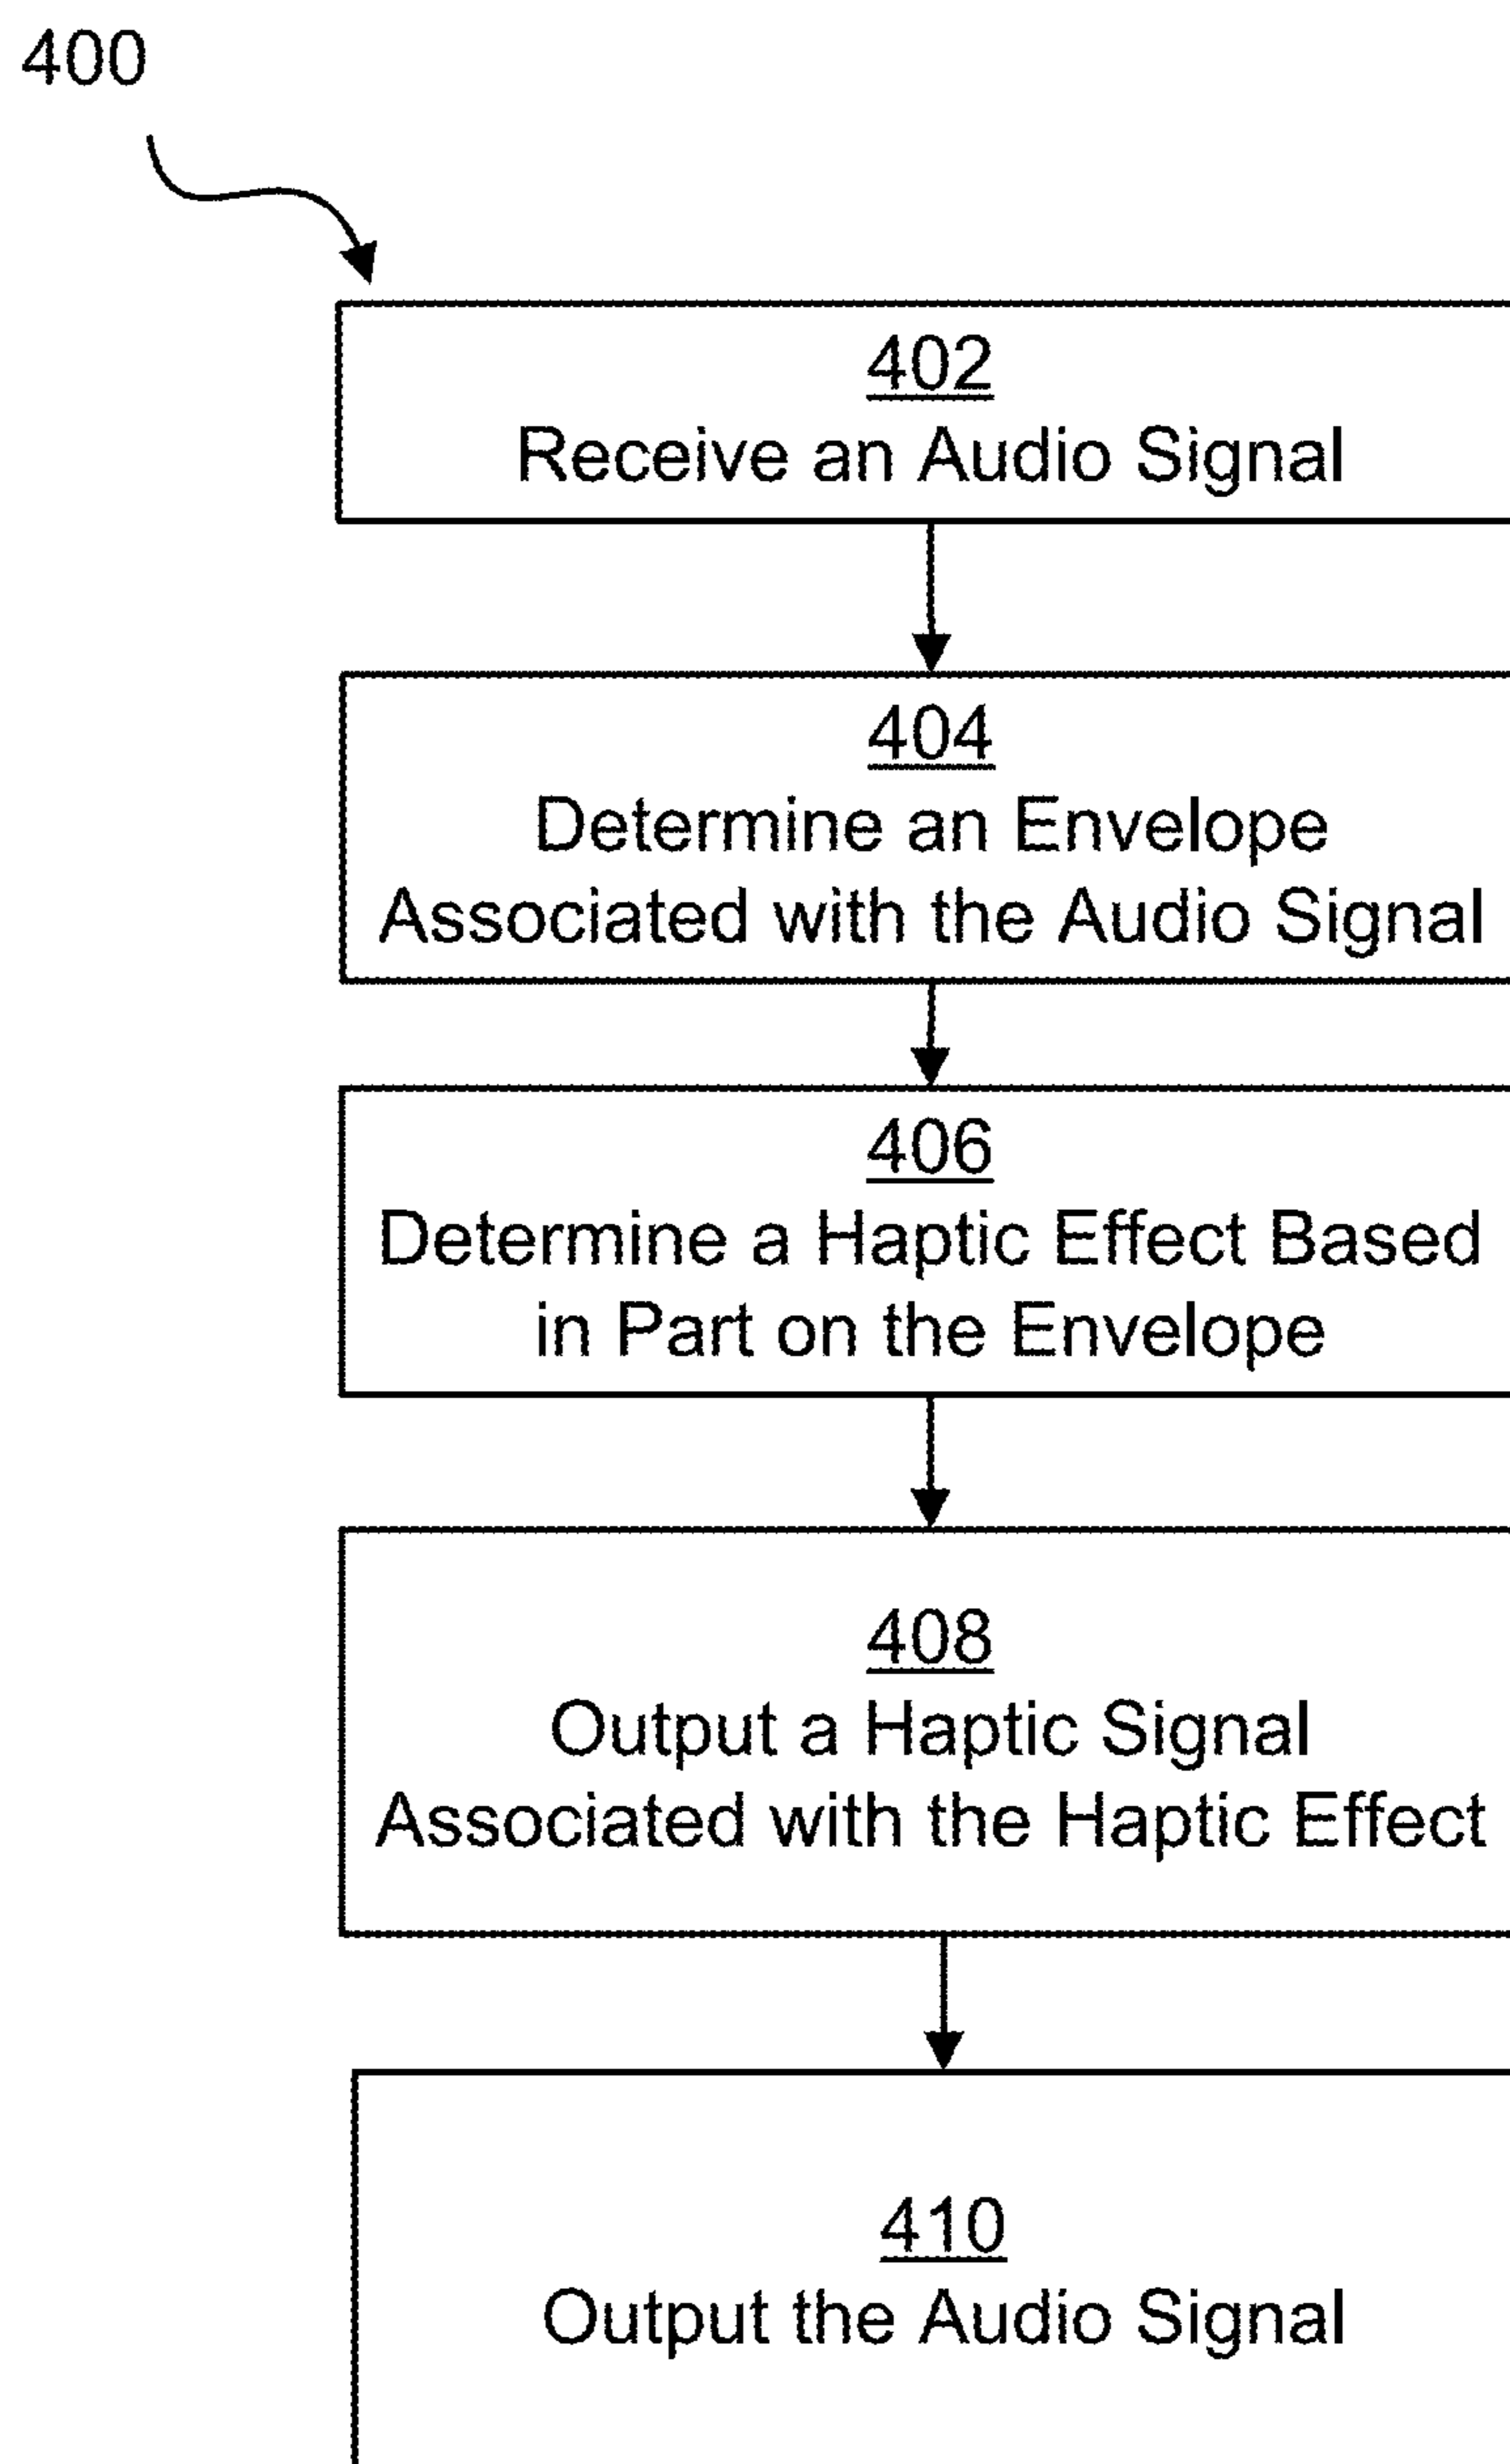 400
402
Receive an Audio Signal
404
Determine an Envelope
Associated with the Audio Signal
406
Determine a Haptic Effect Based
in Part on the Envelope
408
Output a Haptic Signal
Associated with the Haptic Effect
410
Output the Audio Signal